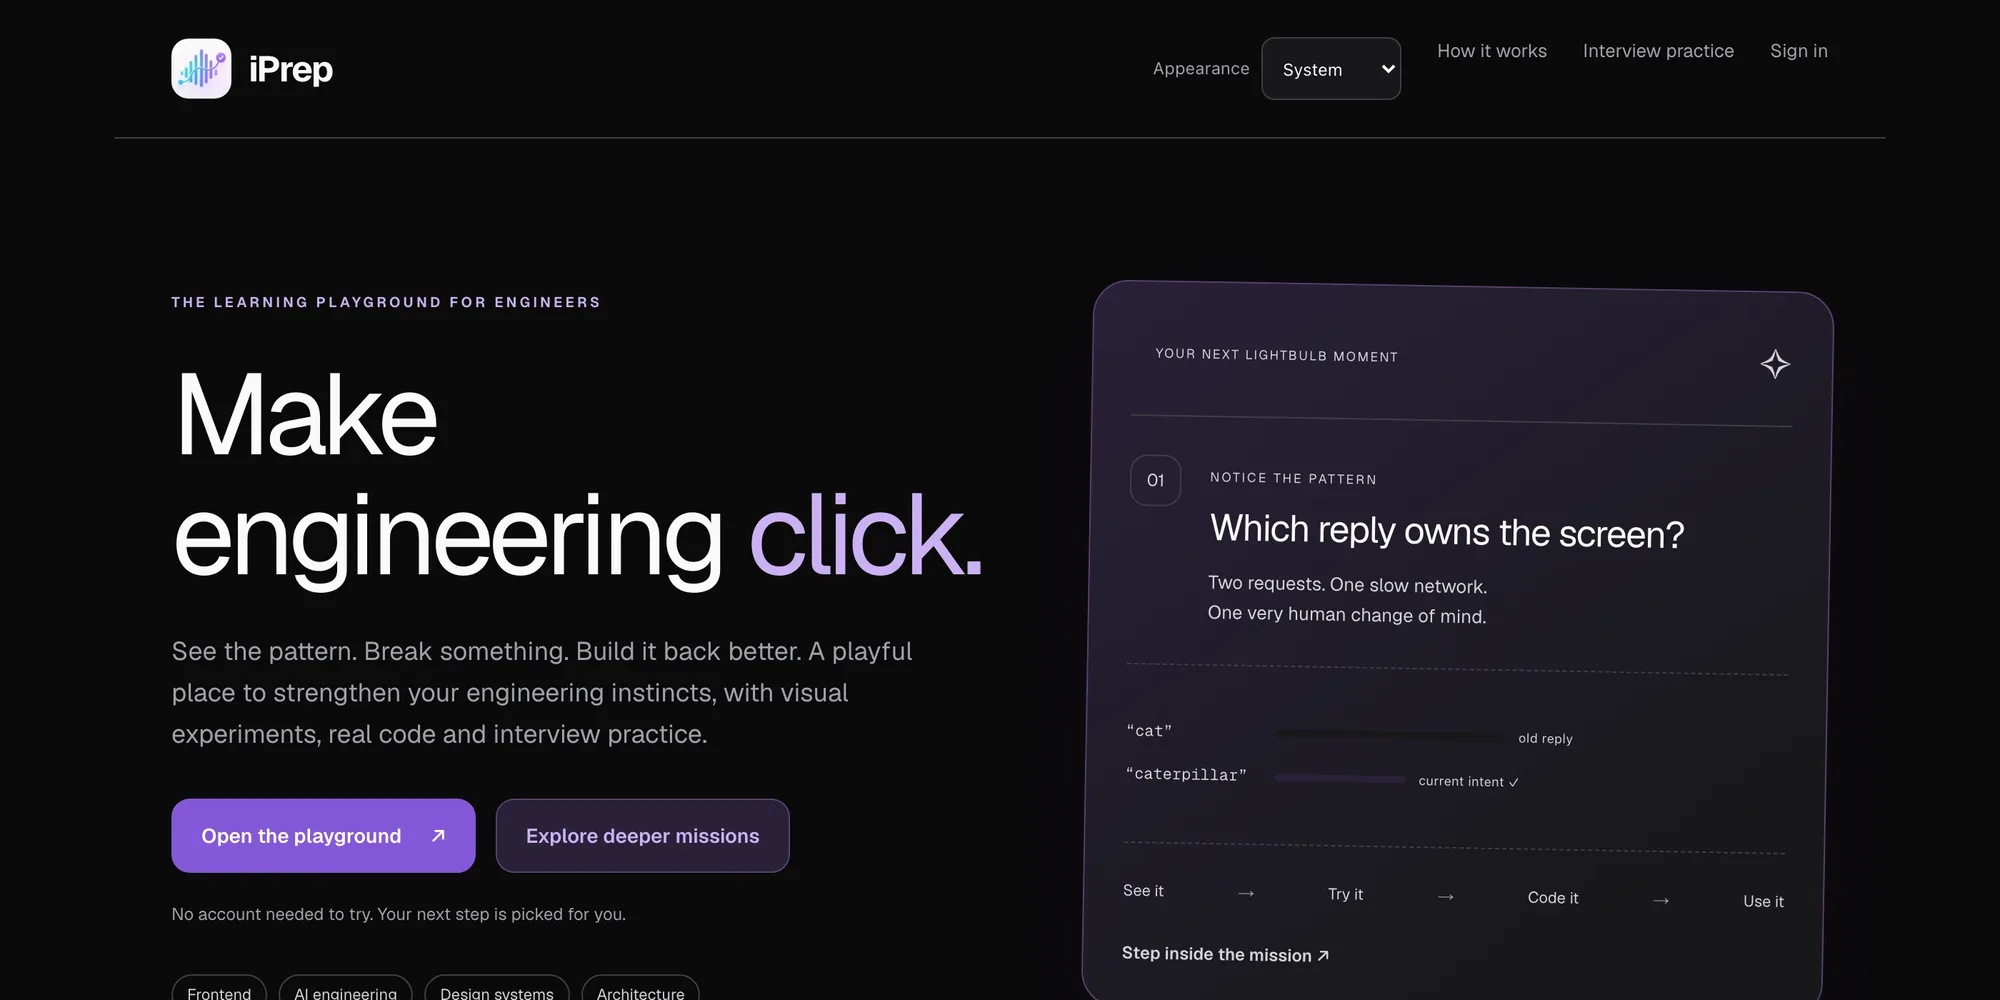 iPrep
Appearance
System
How it works
Interview practice
Sign in
THE LEARNING PLAYGROUND FOR ENGINEERS
Make
engineering click.
See the pattern. Break something. Build it back better. A playful
place to strengthen your engineering instincts, with visual
experiments, real code and interview practice.
Open the playground ↗
Explore deeper missions
No account needed to try. Your next step is picked for you.
Frontend
AI engineering
Design systems
Architecture
YOUR NEXT LIGHTBULB MOMENT
01
NOTICE THE PATTERN
Which reply owns the screen?
Two requests. One slow network.
One very human change of mind.
“cat”
old reply
“caterpillar”
current intent ✓
See it → Try it → Code it → Use it
Step inside the mission ↗